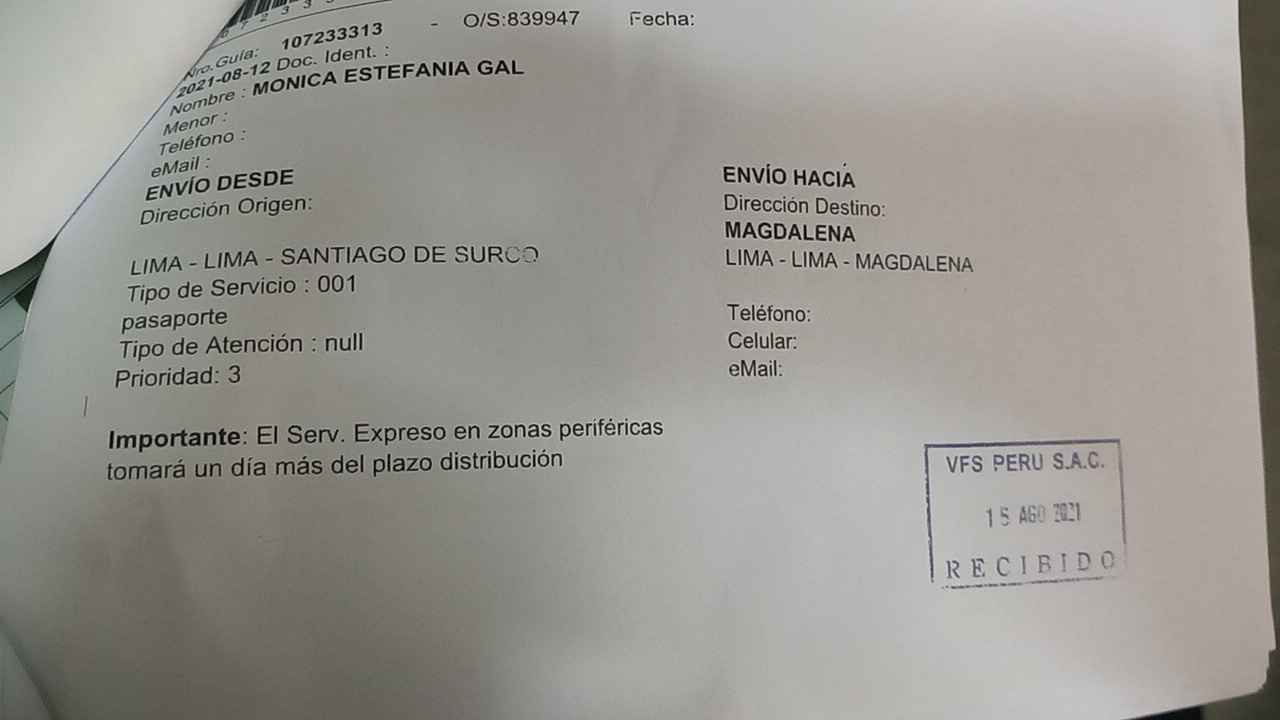 Nro.Guía: 107233313 - O/S:839947 Fecha:
2021-08-12 Doc. Ident. :
Nombre : MONICA ESTEFANIA GAL
Menor :
Teléfono :
eMail :
ENVÍO DESDE
Dirección Origen:
LIMA - LIMA - SANTIAGO DE SURCO
Tipo de Servicio : 001
pasaporte
Tipo de Atención : null
Prioridad: 3
ENVÍO HACIA
Dirección Destino:
MAGDALENA
LIMA - LIMA - MAGDALENA
Teléfono:
Celular:
eMail:
Importante: El Serv. Expreso en zonas periféricas
tomará un día más del plazo distribución
VFS PERU S.A.C.
15 AGO 2021
RECIBIDO